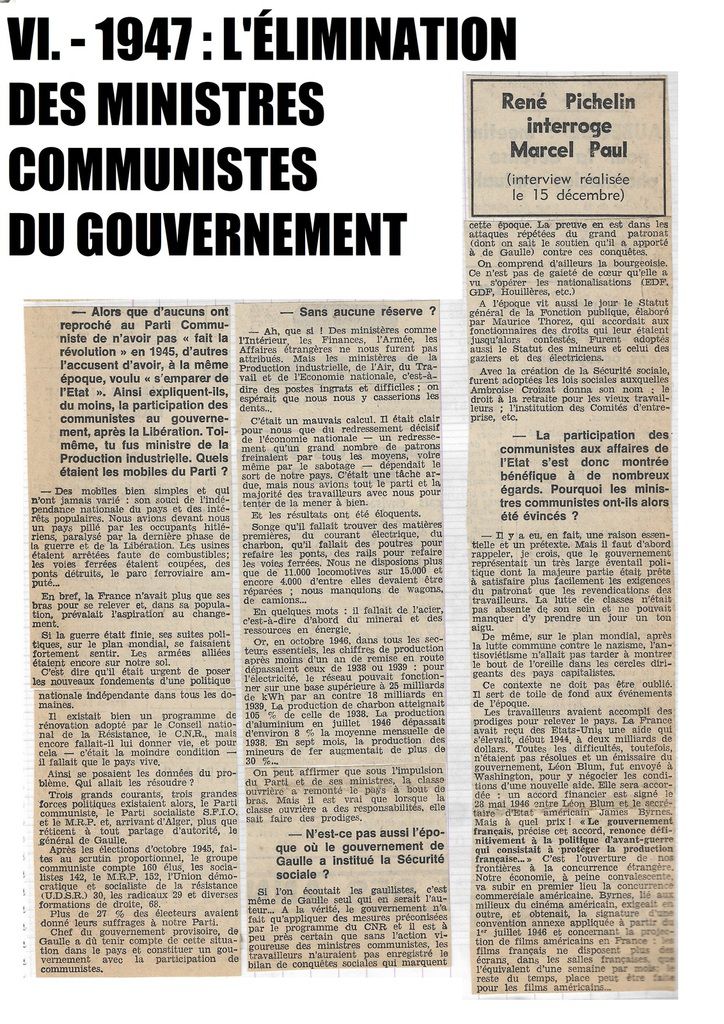 VI. - 1947 : L'ÉLIMINATION
DES MINISTRES
COMMUNISTES
DU GOUVERNEMENT
René Pichelin
interroge
Marcel Paul
(interview réalisée
le 15 décembre)
— Alors que d'aucuns ont
reproché au Parti Commu-
niste de n'avoir pas « fait la
révolution » en 1945, d'autres
l'accusent d'avoir, à la même
époque, voulu « s'emparer de
l'Etat ». Ainsi expliquent-ils,
du moins, la participation des
communistes au gouverne-
ment, après la Libération. Toi-
même, tu fus ministre de la
Production industrielle. Quels
étaient les mobiles du Parti ?
— Des mobiles bien simples et qui
n'ont jamais varié : son souci de l'indé-
pendance nationale du pays et des inté-
rêts populaires. Nous avions devant nous
un pays pillé par les occupants hitlé-
riens, paralysé par la dernière phase de
la guerre et de la Libération. Les usines
étaient arrêtées faute de combustibles;
les voies ferrées étaient coupées, des
ponts détruits, le parc ferroviaire am-
puté...
En bref, la France n'avait plus que ses
bras pour se relever et, dans sa popula-
tion, prévalait l'aspiration au change-
ment.
Si la guerre était finie, ses suites poli-
tiques, sur le plan mondial, se faisaient
fortement sentir. Les armées alliées
étaient encore sur notre sol.
C'est dire qu'il était urgent de poser
les nouveaux fondements d'une politique
nationale indépendante dans tous les do-
maines.
Il existait bien un programme de
rénovation adopté par le Conseil natio-
nal de la Résistance, le C.N.R., mais
encore fallait-il lui donner vie, et pour
cela — c'était la moindre condition —
il fallait que le pays vive.
Ainsi se posaient les données du pro-
blème. Qui allait les résoudre ?
Trois grands courants, trois grandes
forces politiques existaient alors, le Parti
communiste, le Parti socialiste S.F.I.O.
et le M.R.P. et, arrivant d'Alger, plus que
réticent à tout partage d'autorité, le
général de Gaulle.
Après les élections d'octobre 1945, fai-
tes au scrutin proportionnel, le groupe
communiste compte 160 élus, les socia-
listes 142, le M.R.P. 152, l'Union démo-
cratique et socialiste de la résistance
(U.D.S.R.) 30, les radicaux 29 et diverses
formations de droite, 68.
Plus de 27 % des électeurs avaient
donné leurs suffrages à notre Parti.
Chef du gouvernement provisoire, de
Gaulle a dû tenir compte de cette situa-
tion dans le pays et constituer un gou-
vernement avec la participation de
communistes.
— Sans aucune réserve ?
— Ah, que si ! Des ministères comme
l'Intérieur, les Finances, l'Armée, les
Affaires étrangères ne nous furent pas
attribués. Mais les ministères de la
Production industrielle, de l'Air, du Tra-
vail et de l'Economie nationale, c'est-à-
dire des postes ingrats et difficiles ; on
espérait que nous nous y casserions les
dents...
C'était un mauvais calcul. Il était clair
pour nous que du redressement décisif
de l'économie nationale — un redresse-
ment qu'un grand nombre de patrons
freinaient par tous les moyens, voire
même par le sabotage — dépendait le
sort de notre pays. C'était une tâche ar-
due, mais nous avions tout le parti et la
majorité des travailleurs avec nous pour
tenter de la mener à bien.
Et les résultats ont été éloquents.
Songe qu'il fallait trouver des matières
premières, du courant électrique, du
charbon, qu'il fallait des poutres pour
refaire les ponts, des rails pour refaire
les voies ferrées. Nous ne disposions plus
que de 11.000 locomotives sur 15.000 et
encore 4.000 d'entre elles devaient être
réparées ; nous manquions de wagons,
de camions...
En quelques mots : il fallait de l'acier,
c'est-à-dire d'abord du minerai et des
ressources en énergie.
Or, en octobre 1946, dans tous les sec-
teurs essentiels, les chiffres de production
après moins d'un an de remise en route
dépassaient ceux de 1938 ou 1939 : pour
l'électricité, le réseau pouvait fonction-
ner sur une base supérieure à 25 milliards
de kWh par an contre 18 milliards en
1939. La production de charbon atteignait
105 % de celle de 1938. La production
d'aluminium en juillet 1946 dépassait
d'environ 8 % la moyenne mensuelle de
1938. En sept mois, la production des
mineurs de fer augmentait de plus de
30 %...
On peut affirmer que sous l'impulsion
du Parti et de ses ministres, la classe
ouvrière a remonté le pays à bout de
bras. Mais il est vrai que lorsque la
classe ouvrière a des responsabilités, elle
sait faire des prodiges.
— N'est-ce pas aussi l'épo-
que où le gouvernement de
Gaulle a institué la Sécurité
sociale ?
Si l'on écoutait les gaullistes, c'est
même de Gaulle seul qui en serait l'au-
teur... A la vérité, le gouvernement n'a
fait qu'appliquer des mesures préconisées
par le programme du CNR et il est à
peu près certain que sans l'action vi-
goureuse des ministres communistes, les
travailleurs n'auraient pas enregistré le
bilan de conquêtes sociales qui marquent
cette époque. La preuve en est dans les
attaques répétées du grand patronat
(dont on sait le soutien qu'il a apporté
à de Gaulle) contre ces conquêtes.
On comprend d'ailleurs la bourgeoisie.
Ce n'est pas de gaieté de cœur qu'elle a
vu s'opérer les nationalisations (EDF,
GDF, Houillères, etc.)
A l'époque vit aussi le jour le Statut
général de la Fonction publique, élaboré
par Maurice Thorez, qui accordait aux
fonctionnaires des droits qui leur étaient
jusqu'alors contestés. Furent adoptés
aussi le Statut des mineurs et celui des
gaziers et des électriciens.
Avec la création de la Sécurité sociale,
furent adoptées les lois sociales auxquelles
Ambroise Croizat donna son nom ; le
droit à la retraite pour les vieux travail-
leurs ; l'institution des Comités d'entre-
prise, etc.
— La participation des
communistes aux affaires de
l'Etat s'est donc montrée
bénéfique à de nombreux
égards. Pourquoi les minis-
tres communistes ont-ils alors
été évincés ?
— Il y a eu, en fait, une raison essen-
tielle et un prétexte. Mais il faut d'abord
rappeler, je crois, que le gouvernement
représentait un très large éventail poli-
tique dont la majeure partie était prête
à satisfaire plus facilement les exigences
du patronat que les revendications des
travailleurs. La lutte de classes n'était
pas absente de son sein et ne pouvait
manquer d'y prendre un jour un ton
aigu.
De même, sur le plan mondial, après
la lutte commune contre le nazisme, l'an-
tisoviétisme n'allait pas tarder à montrer
le bout de l'oreille dans les cercles diri-
geants des pays capitalistes.
Ce contexte ne doit pas être oublié.
Il sert de toile de fond aux événements
de l'époque.
Les travailleurs avaient accompli des
prodiges pour relever le pays. La France
avait reçu des Etats-Unis une aide qui
s'élevait, début 1944, à deux milliards de
dollars. Toutes les difficultés, toutefois,
n'étaient pas résolues et un émissaire du
gouvernement, Léon Blum, fut envoyé à
Washington, pour y négocier les condi-
tions d'une nouvelle aide. Elle sera accor-
dée : un accord financier est signé le
28 mai 1946 entre Léon Blum et le secré-
taire d'Etat américain James Byrnes.
Mais à quel prix ! « Le gouvernement
français, précise cet accord, renonce défi-
nitivement à la politique d'avant-guerre
qui consistait à protéger la production
française... » C'est l'ouverture de nos
frontières à la concurrence étrangère.
Notre économie, à peine convalescente,
va subir en premier lieu la concurrence
commerciale américaine. Byrnes, lié aux
milieux du cinéma américain, exigeait en
outre, et obtenait, la signature d'une
convention annexe appliquée à partir du
1er juillet 1946 et concernant la projec-
tion de films américains en France : les
films français ne disposent plus des
écrans, dans les salles françaises, que
l'équivalent d'une semaine par mois; le
reste du temps, place peut être faite
pour les films américains...